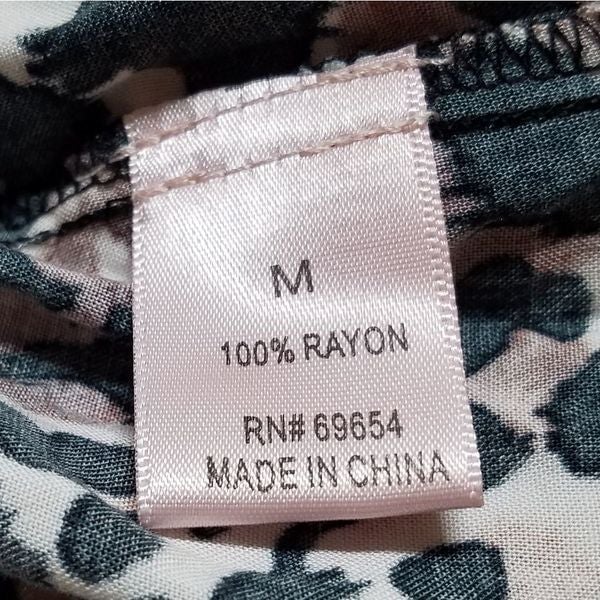 M
100% RAYON
RN# 69654
MADE IN CHINA